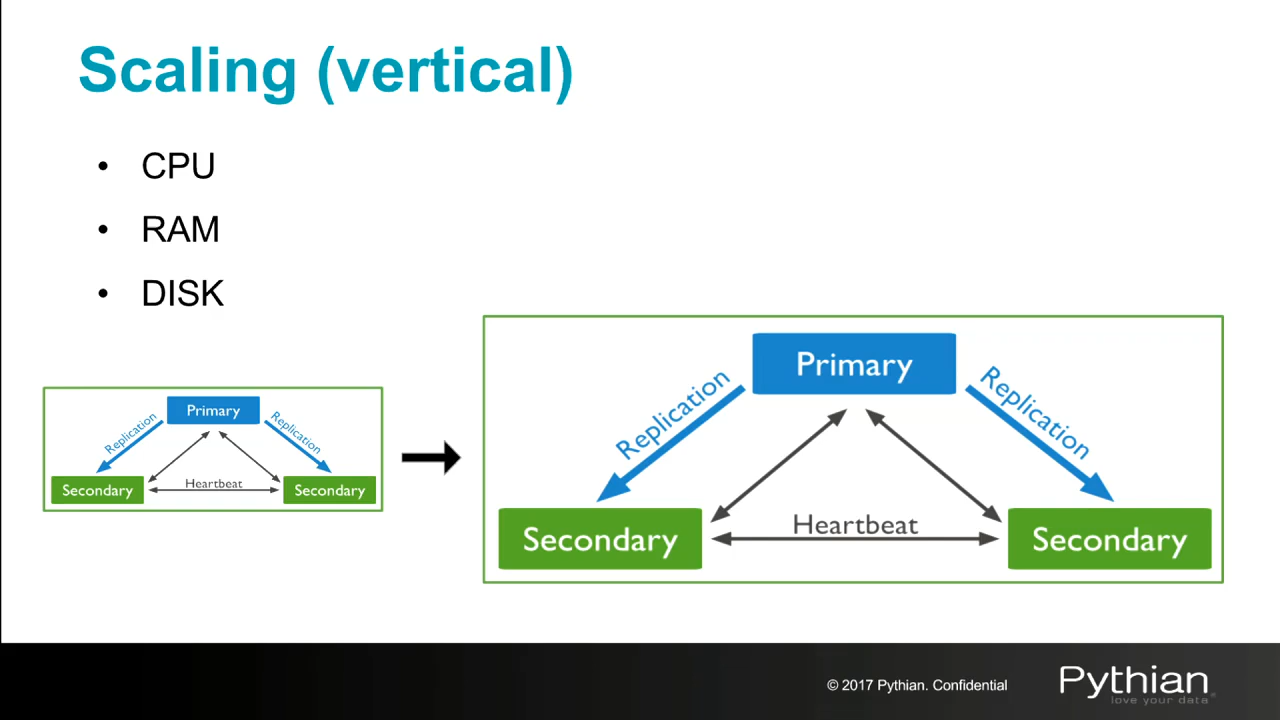 Scaling (vertical)
• CPU
• RAM
• DISK
Primary
Replication
Replication
Secondary
Heartbeat
Secondary
Primary
Replication
Replication
Secondary
Heartbeat
Secondary
© 2017 Pythian. Confidential
Pythian
love your data